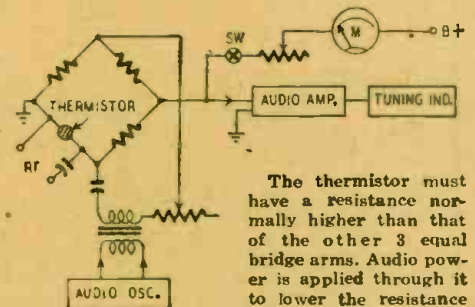 SW
M
B+
THERMISTOR
AUDIO AMP.
TUNING IND.
RF
AUDIO OSC.
The thermistor must
have a resistance nor-
mally higher than that
of the other 3 equal
bridge arms. Audio pow-
er is applied through it
to lower the resistance